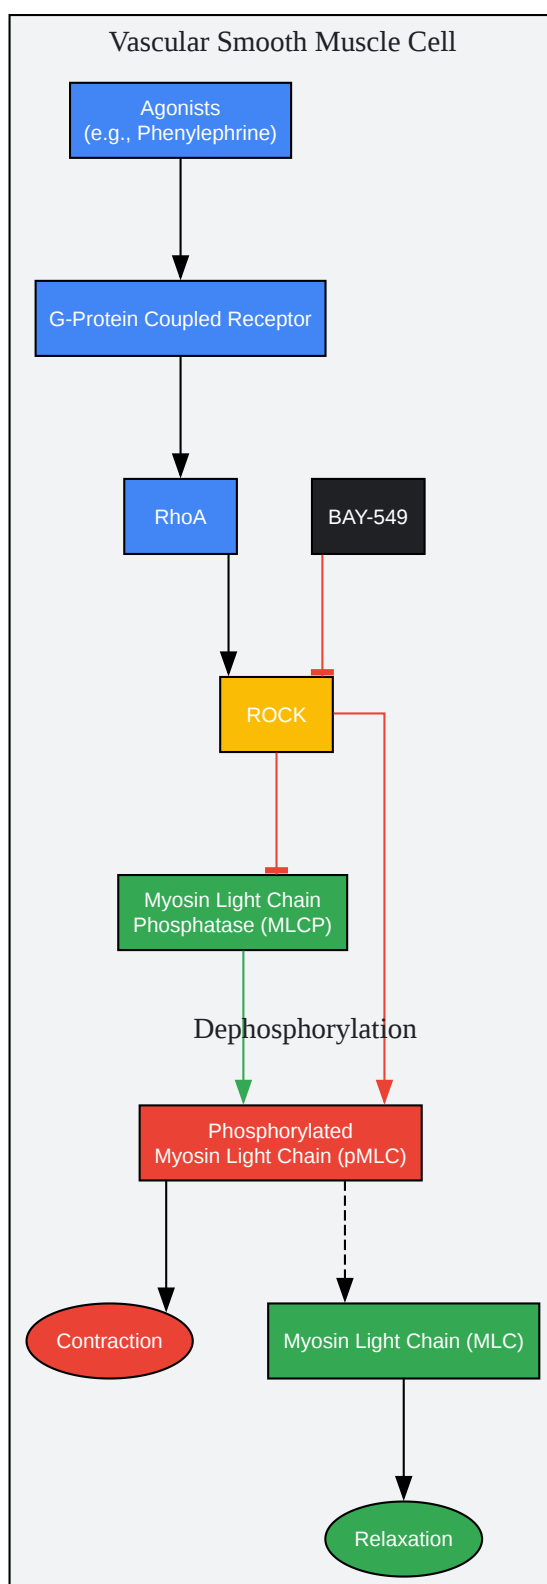 Vascular Smooth Muscle Cell
Agonists
(e.g., Phenylephrine)
G-Protein Coupled Receptor
RhoA
BAY-549
ROCK
Myosin Light Chain
Phosphatase (MLCP)
Dephosphorylation
Phosphorylated
Myosin Light Chain (pMLC)
Contraction
Myosin Light Chain (MLC)
Relaxation